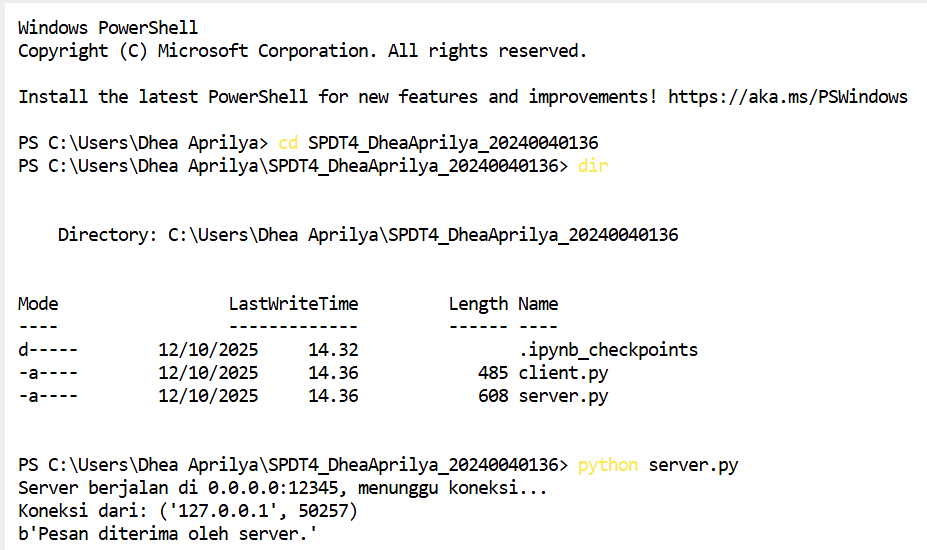 Windows PowerShell
Copyright (C) Microsoft Corporation. All rights reserved.
Install the latest PowerShell for new features and improvements! https://aka.ms/PSWindows
PS C:\Users\Dhea Aprilya> cd SPDT4_DheaAprilya_20240040136
PS C:\Users\Dhea Aprilya\SPDT4_DheaAprilya_20240040136> dir
Directory: C:\Users\Dhea Aprilya\SPDT4_DheaAprilya_20240040136
Mode                 LastWriteTime         Length Name
----                 -------------         ------ ----
d-----        12/10/2025     14.32                .ipynb_checkpoints
-a----        12/10/2025     14.36            485 client.py
-a----        12/10/2025     14.36            608 server.py
PS C:\Users\Dhea Aprilya\SPDT4_DheaAprilya_20240040136> python server.py
Server berjalan di 0.0.0.0:12345, menunggu koneksi...
Koneksi dari: ('127.0.0.1', 50257)
b'Pesan diterima oleh server.'